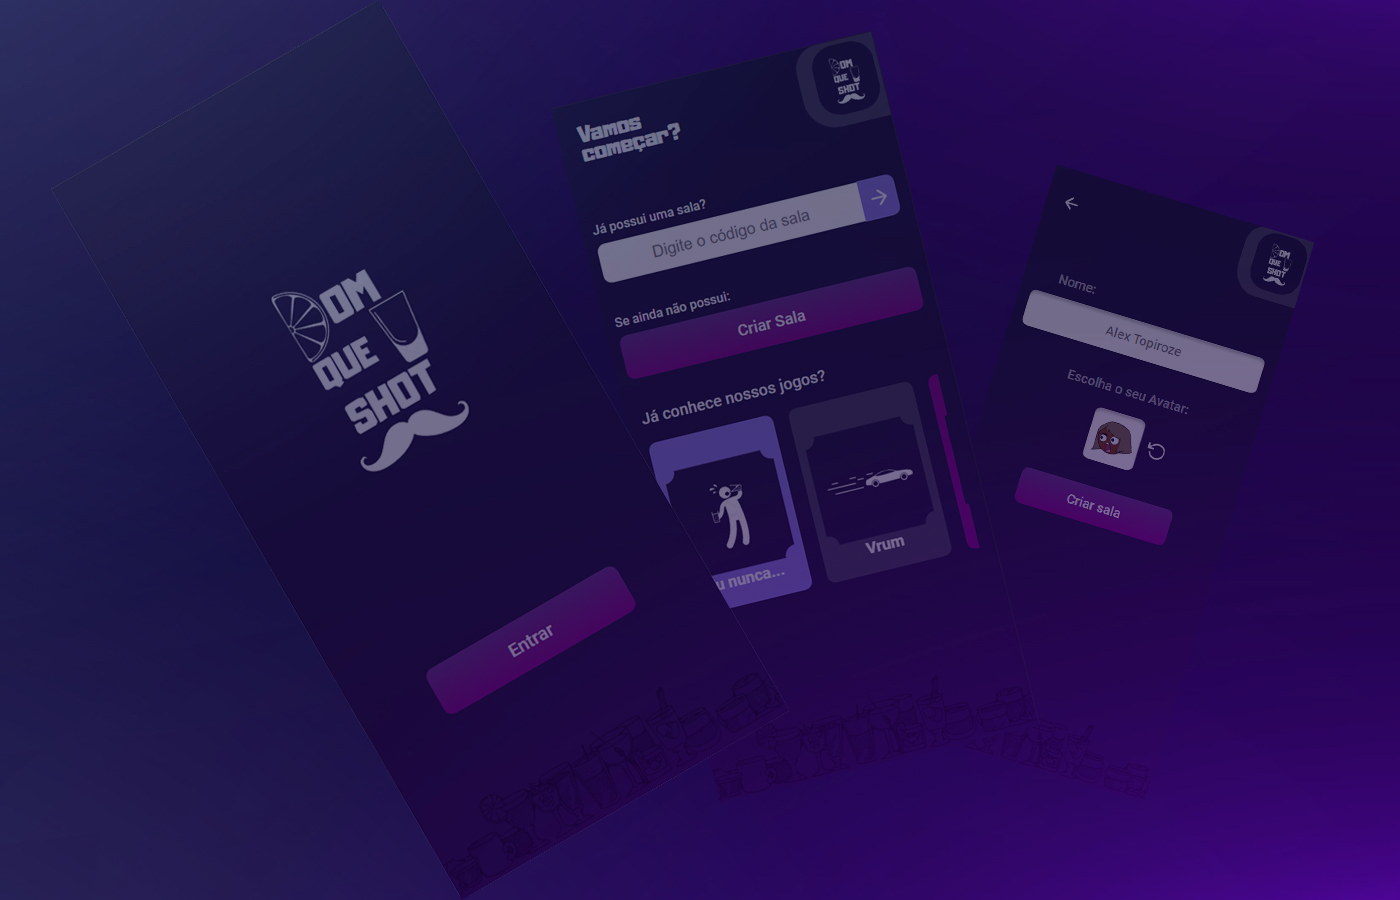 DOM
QUE
SHOT
Entrar
Vamos
começar?
DOM
QUE
SHOT
Já possui uma sala?
Digite o código da sala
Se ainda não possui:
Criar Sala
Já conhece nossos jogos?
u nunca...
Vrum
DOM
QUE
SHOT
Nome:
Alex Topiroze
Escolha o seu Avatar:
Criar sala